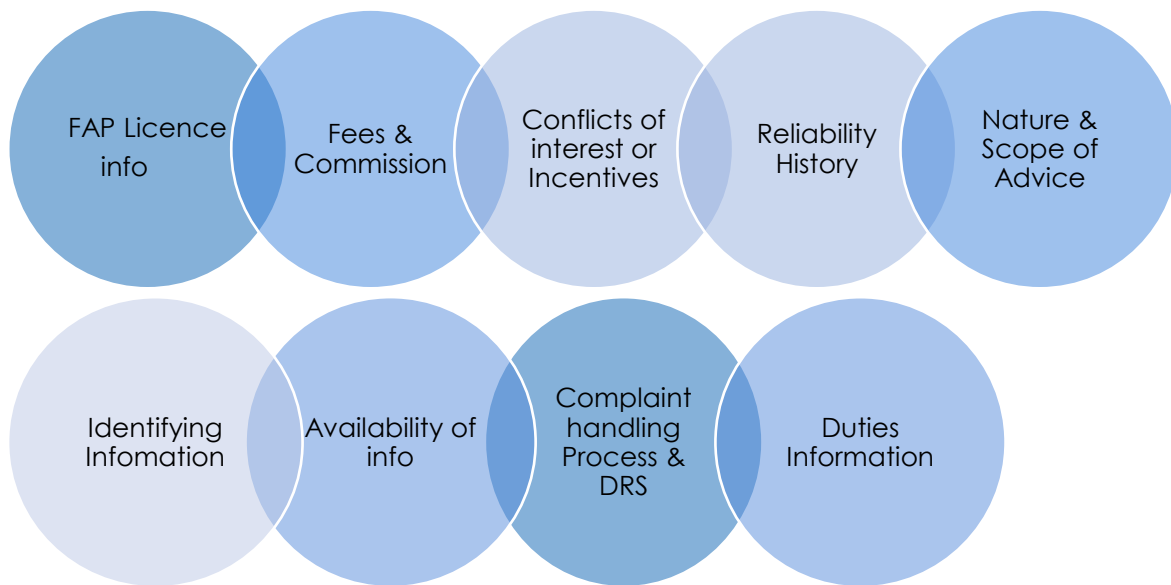 FAP Licence
info
Fees &
Commission
Conflicts of
interest or
Incentives
Reliability
History
Nature &
Scope of
Advice
Identifying
Infomation
Availability of
info
Complaint
handling
Process &
DRS
Duties
Information